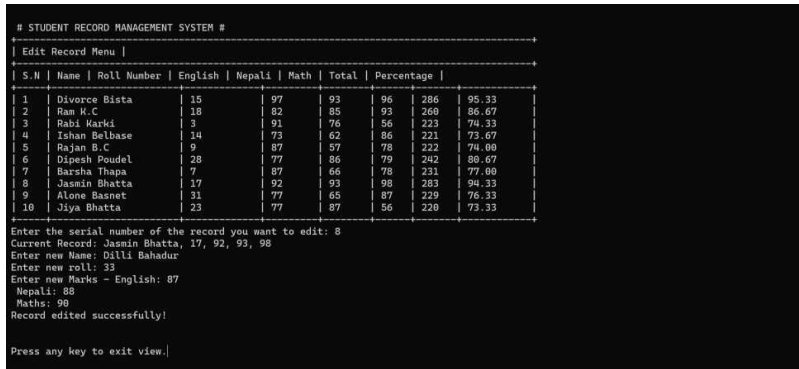 # STUDENT RECORD MANAGEMENT SYSTEM #
| Edit Record Menu |
| S.N | Name | Roll Number | English | Nepali | Math | Total | Percentage |
| 1 | Divorce Bista | 15 | 97 | 93 | 96 | 286 | 95.33 |
| 2 | Ram K.C | 18 | 82 | 85 | 93 | 260 | 86.67 |
| 3 | Rabi Karki | 3 | 91 | 76 | 56 | 223 | 74.33 |
| 4 | Ishan Belbase | 14 | 73 | 62 | 86 | 221 | 73.67 |
| 5 | Rajan B.C | 9 | 87 | 57 | 78 | 222 | 74.00 |
| 6 | Dipesh Poudel | 28 | 77 | 86 | 79 | 242 | 80.67 |
| 7 | Barsha Thapa | 7 | 87 | 66 | 78 | 231 | 77.00 |
| 8 | Jasmin Bhatta | 17 | 92 | 93 | 98 | 283 | 94.33 |
| 9 | Alone Basnet | 31 | 77 | 65 | 87 | 229 | 76.33 |
| 10 | Jiya Bhatta | 23 | 77 | 87 | 56 | 220 | 73.33 |
Enter the serial number of the record you want to edit: 8
Current Record: Jasmin Bhatta, 17, 92, 93, 98
Enter new Name: Dilli Bahadur
Enter new roll: 33
Enter new Marks - English: 87
Nepali: 88
Maths: 90
Record edited successfully!
Press any key to exit view.